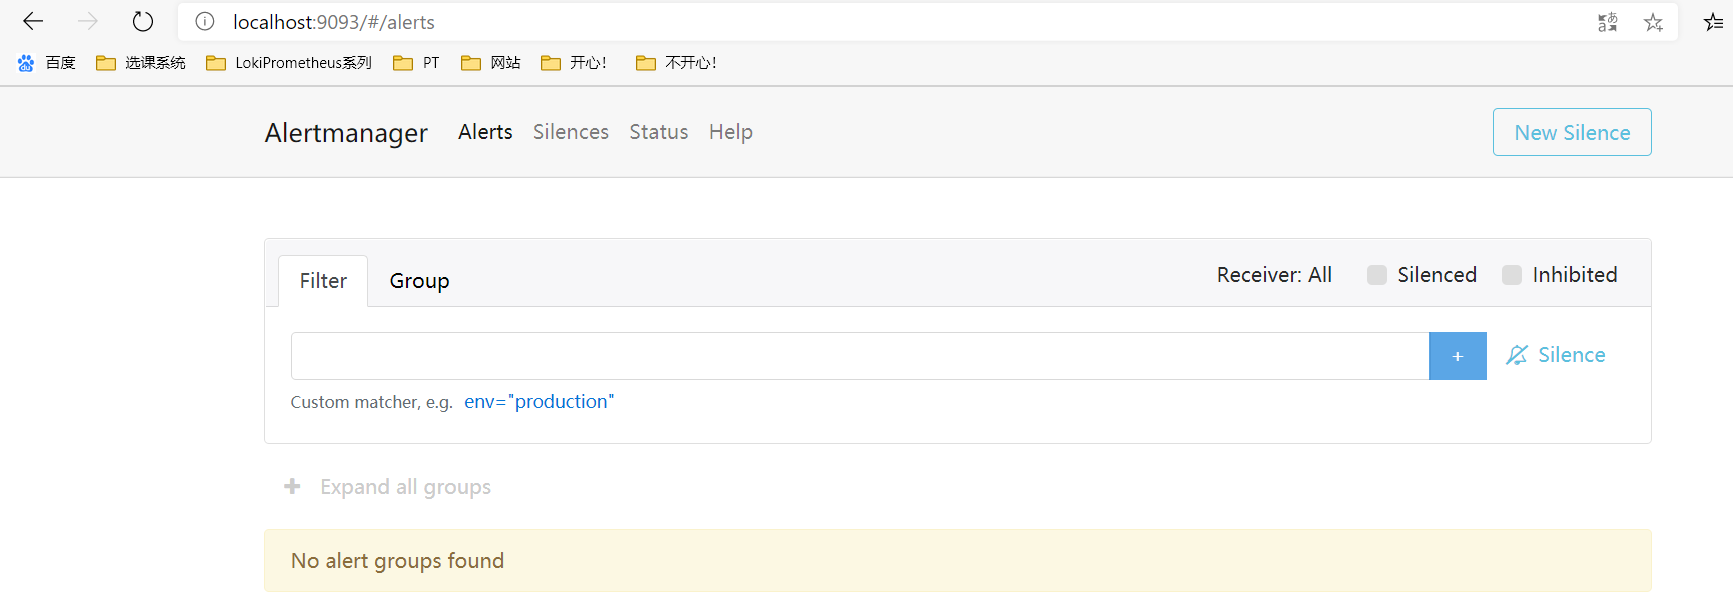 localhost:9093/#/alerts
百度 选课系统 LokiPrometheus系列 PT 网站 开心! 不开心!
Alertmanager Alerts Silences Status Help New Silence
Filter Group Receiver: All Silenced Inhibited
+ Silence
Custom matcher, e.g. env="production"
+ Expand all groups
No alert groups found